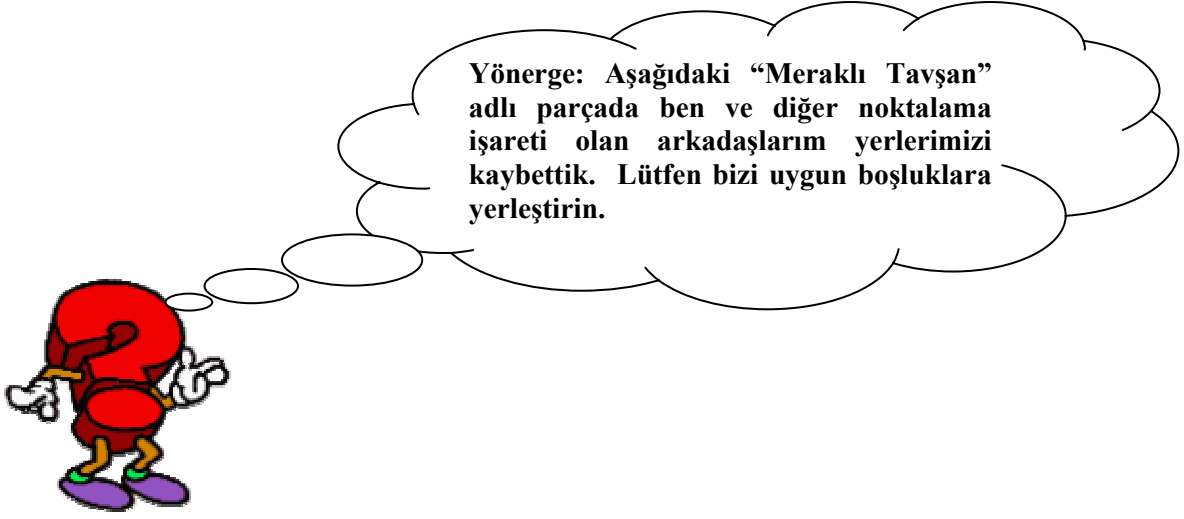 Yönerge: Aşağıdaki “Meraklı Tavşan”
adlı parçada ben ve diğer noktalama
işareti olan arkadaşlarım yerlerimizi
kaybettik. Lütfen bizi uygun boşluklara
yerleştirin.